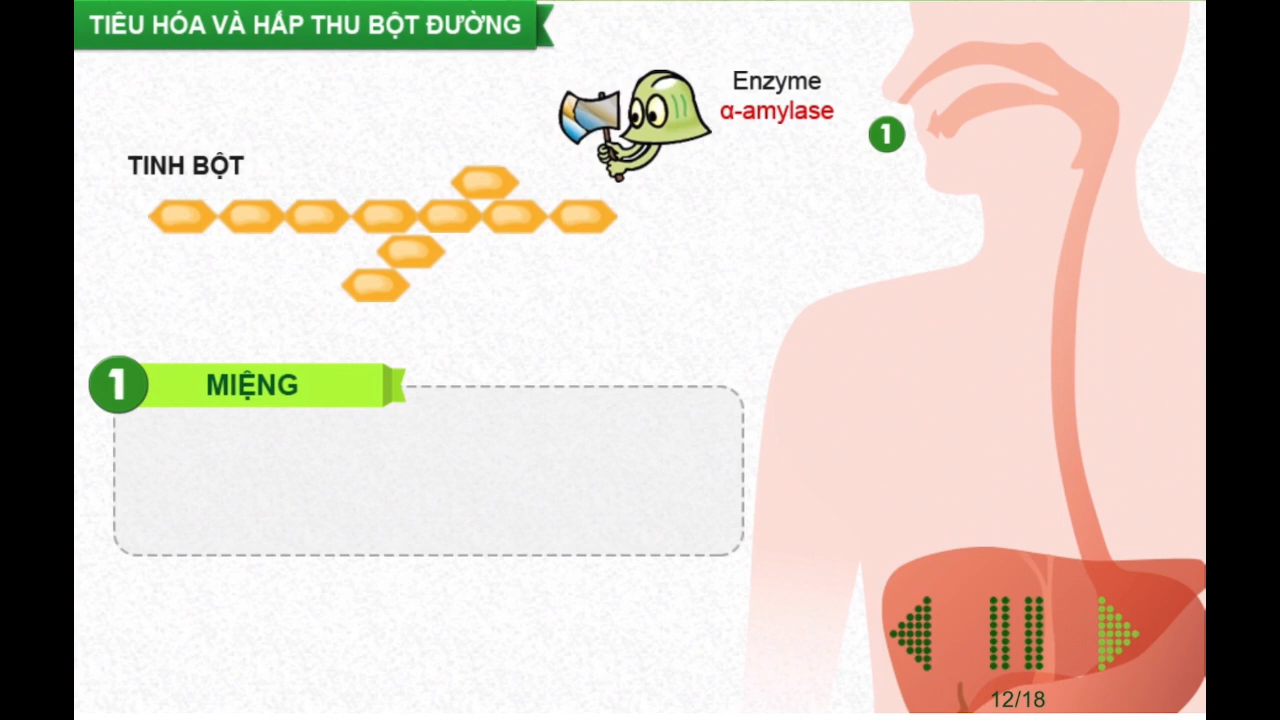 TIÊU HÓA VÀ HẤP THU BỘT ĐƯỜNG
Enzyme
α-amylase
1
TINH BỘT
1 MIỆNG
12/18